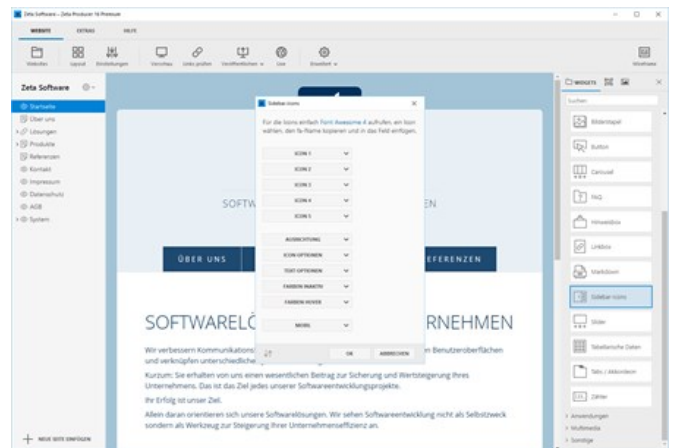 Zeta Software - Zeta Producer 16 Premium
WEBSITE EXTRAS HILFE
Websites Layout Einstellungen Vorschau Links prüfen Veröffentlichen Live Erweitert Wireframe
Zeta Software
Startseite
Über uns
Lösungen
Produkte
Referenzen
Kontakt
Impressum
Datenschutz
AGB
System
NEUE SEITE EINFÜGEN
SOFTW
EN
ÜBER UNS
EFERENZEN
SOFTWARELÖ
RNEHMEN
Wir verbessern Kommunikations
en Benutzeroberflächen
und verknüpfen unterschiedliche
Kurzum: Sie erhalten von uns einen wesentlichen Beitrag zur Sicherung und Wertsteigerung Ihres
Unternehmens. Das ist das Ziel jedes unserer Softwareentwicklungsprojekte.
Ihr Erfolg ist unser Ziel.
Allein daran orientieren sich unsere Softwarelösungen. Wir sehen Softwareentwicklung nicht als Selbstzweck
sondern als Werkzeug zur Steigerung Ihrer Unternehmenseffizienz an.
Sidebar-Icons
Für die Icons einfach Font Awesome 4 aufrufen, ein Icon
wählen, den fa-Name kopieren und in das Feld einfügen.
ICON 1
ICON 2
ICON 3
ICON 4
ICON 5
AUSRICHTUNG
ICON-OPTIONEN
TEXT-OPTIONEN
FARBEN INAKTIV
FARBEN HOVER
MOBIL
OK ABBRECHEN
WIDGETS
Suchen
Bilderstapel
Button
Carousel
FAQ
Hinweisbox
Linkbox
Markdown
Sidebar-Icons
Slider
Tabellarische Daten
Tabs / Akkordeon
Zähler
Anwendungen
Multimedia
Sonstige